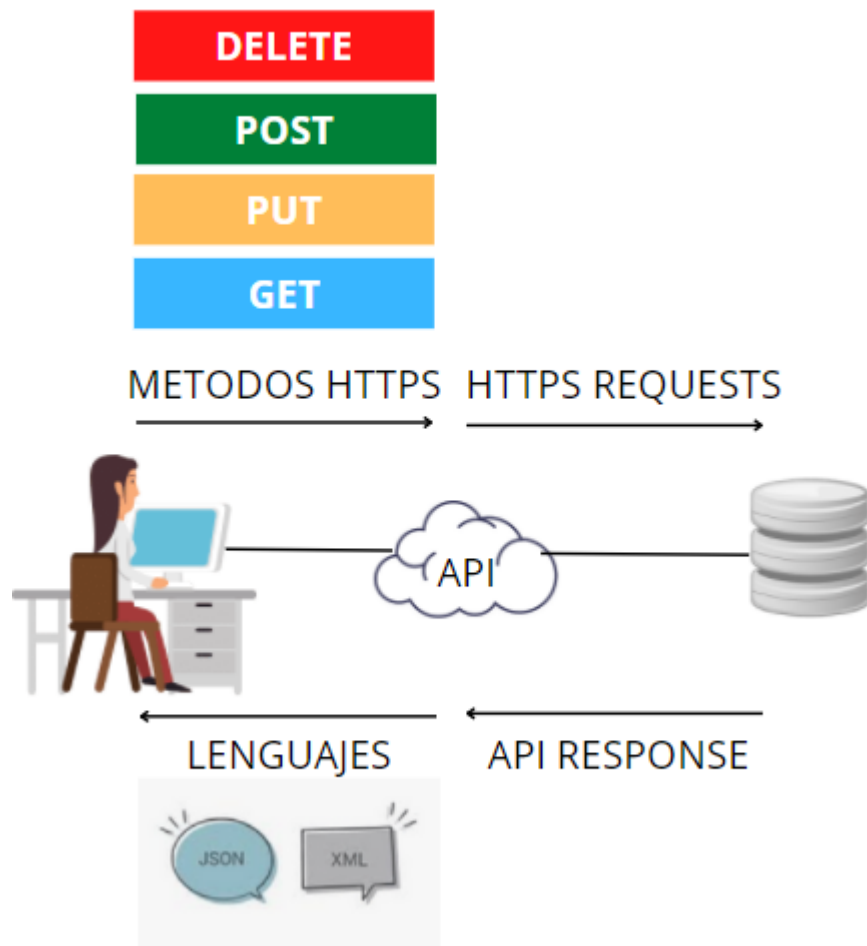 DELETE
POST
PUT
GET
METODOS HTTPS
HTTPS REQUESTS
API
LENGUAJES
API RESPONSE
JSON
XML